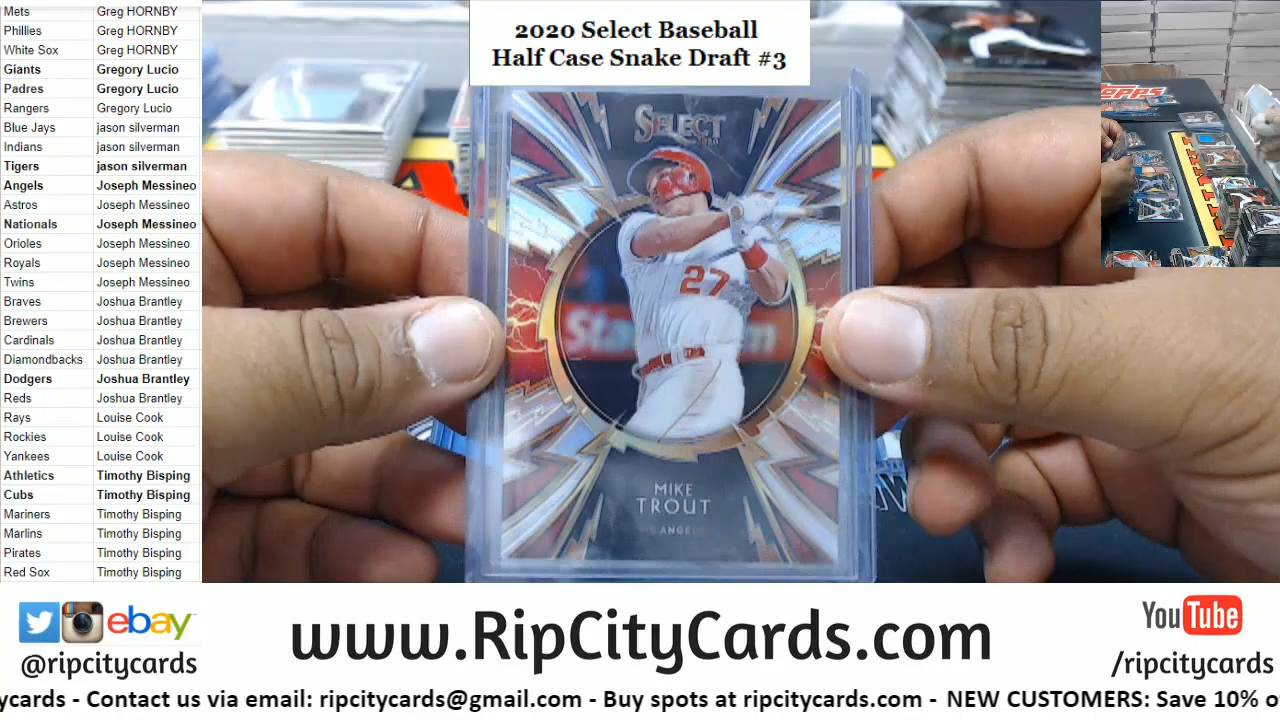 Mets Greg HORNBY
Phillies Greg HORNBY
White Sox Greg HORNBY
Giants Gregory Lucio
Padres Gregory Lucio
Rangers Gregory Lucio
Blue Jays jason silverman
Indians jason silverman
Tigers jason silverman
Angels Joseph Messineo
Astros Joseph Messineo
Nationals Joseph Messineo
Orioles Joseph Messineo
Royals Joseph Messineo
Twins Joseph Messineo
Braves Joshua Brantley
Brewers Joshua Brantley
Cardinals Joshua Brantley
Diamondbacks Joshua Brantley
Dodgers Joshua Brantley
Reds Joshua Brantley
Rays Louise Cook
Rockies Louise Cook
Yankees Louise Cook
Athletics Timothy Bisping
Cubs Timothy Bisping
Mariners Timothy Bisping
Marlins Timothy Bisping
Pirates Timothy Bisping
Red Sox Timothy Bisping
2020 Select Baseball
Half Case Snake Draft #3
SELECT
2020
27
MIKE
TROUT
ebay
@ripcitycards
www.RipCityCards.com
YouTube
/ripcitycards
ycards - Contact us via email: ripcitycards@gmail.com - Buy spots at ripcitycards.com - NEW CUSTOMERS: Save 10% o